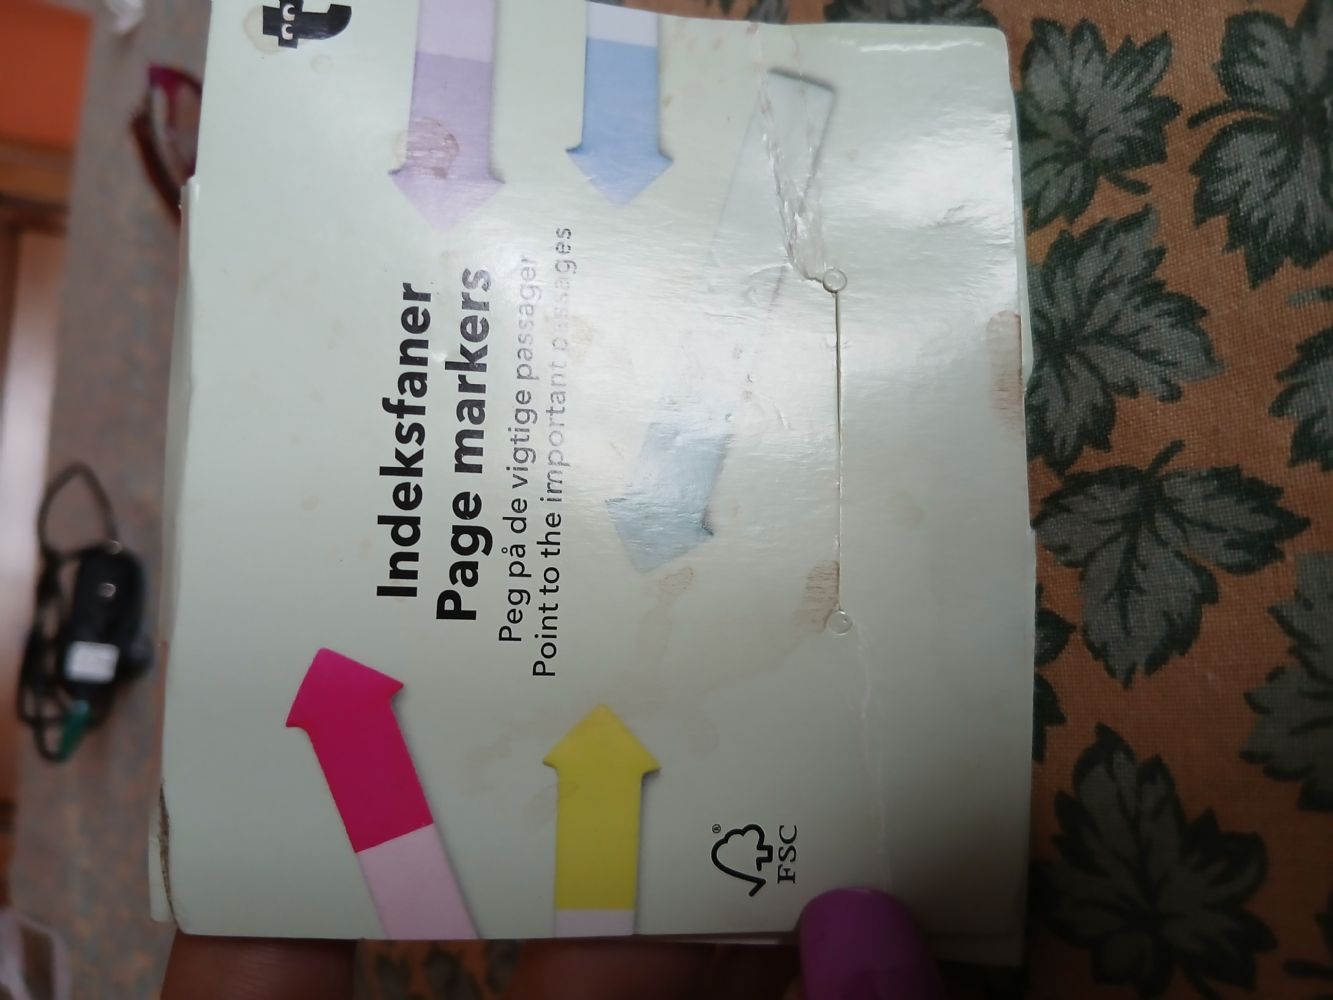 Indeksfaner
Page markers
Peg på de vigtige passager
Point to the important passages
FSC
®